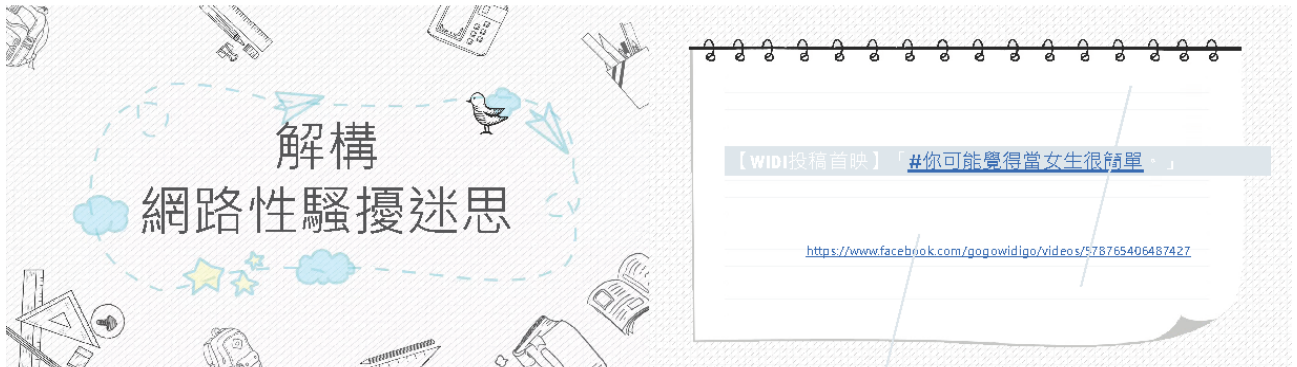 解構
網路性騷擾迷思
【WIDI投稿首映】「#你可能覺得當女生很簡單。」
https://www.facebook.com/gogowidigo/videos/578765406487427